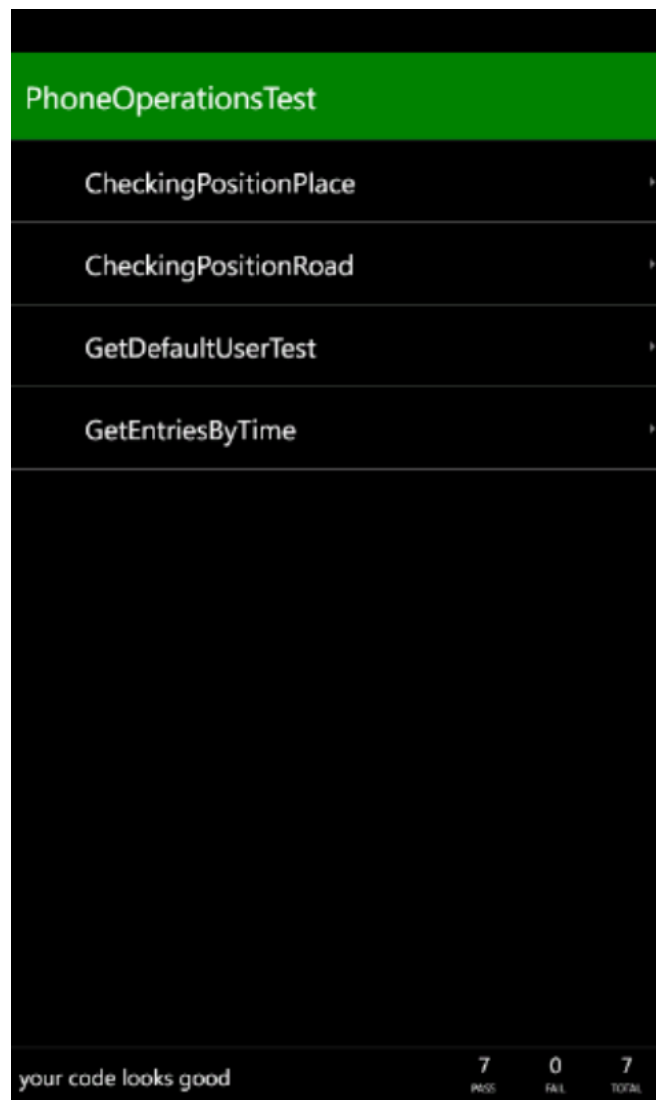 PhoneOperationsTest
CheckingPositionPlace
CheckingPositionRoad
GetDefaultUserTest
GetEntriesByTime
your code looks good
7 0 7
PASS FAIL TOTAL